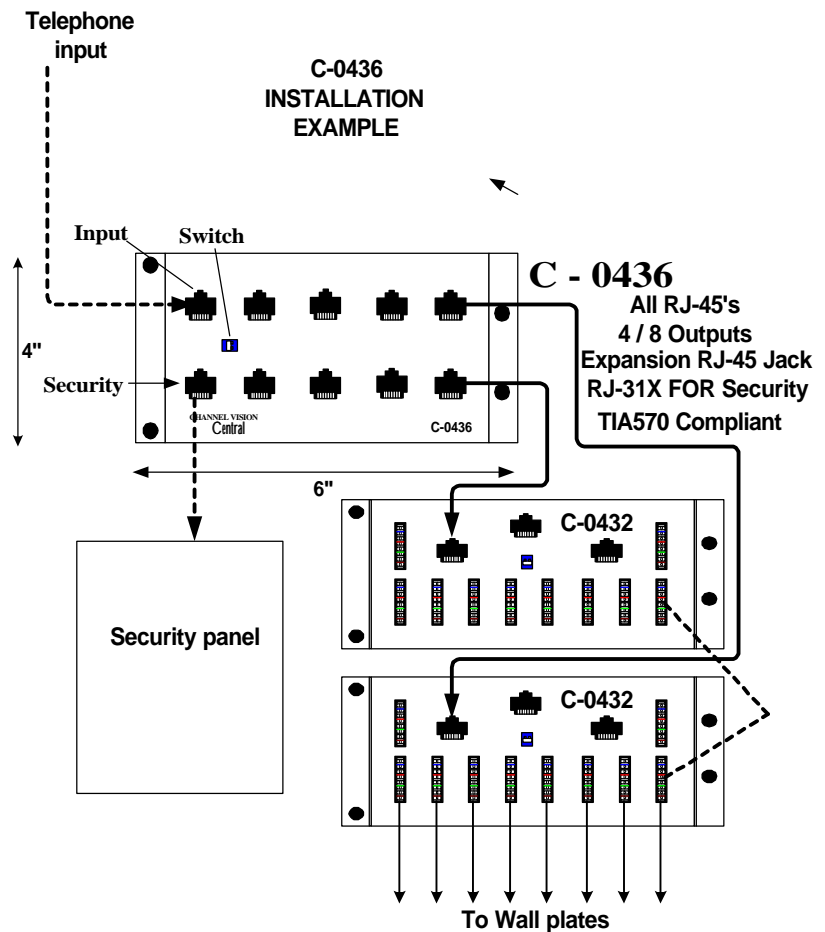 Telephone
input
C-0436
INSTALLATION
EXAMPLE
Input
Switch
C - 0436
All RJ-45's
4 / 8 Outputs
Expansion RJ-45 Jack
RJ-31X FOR Security
TIA570 Compliant
4"
Security
CHANNEL VISION
Central
C-0436
6"
C-0432
Security panel
C-0432
To Wall plates